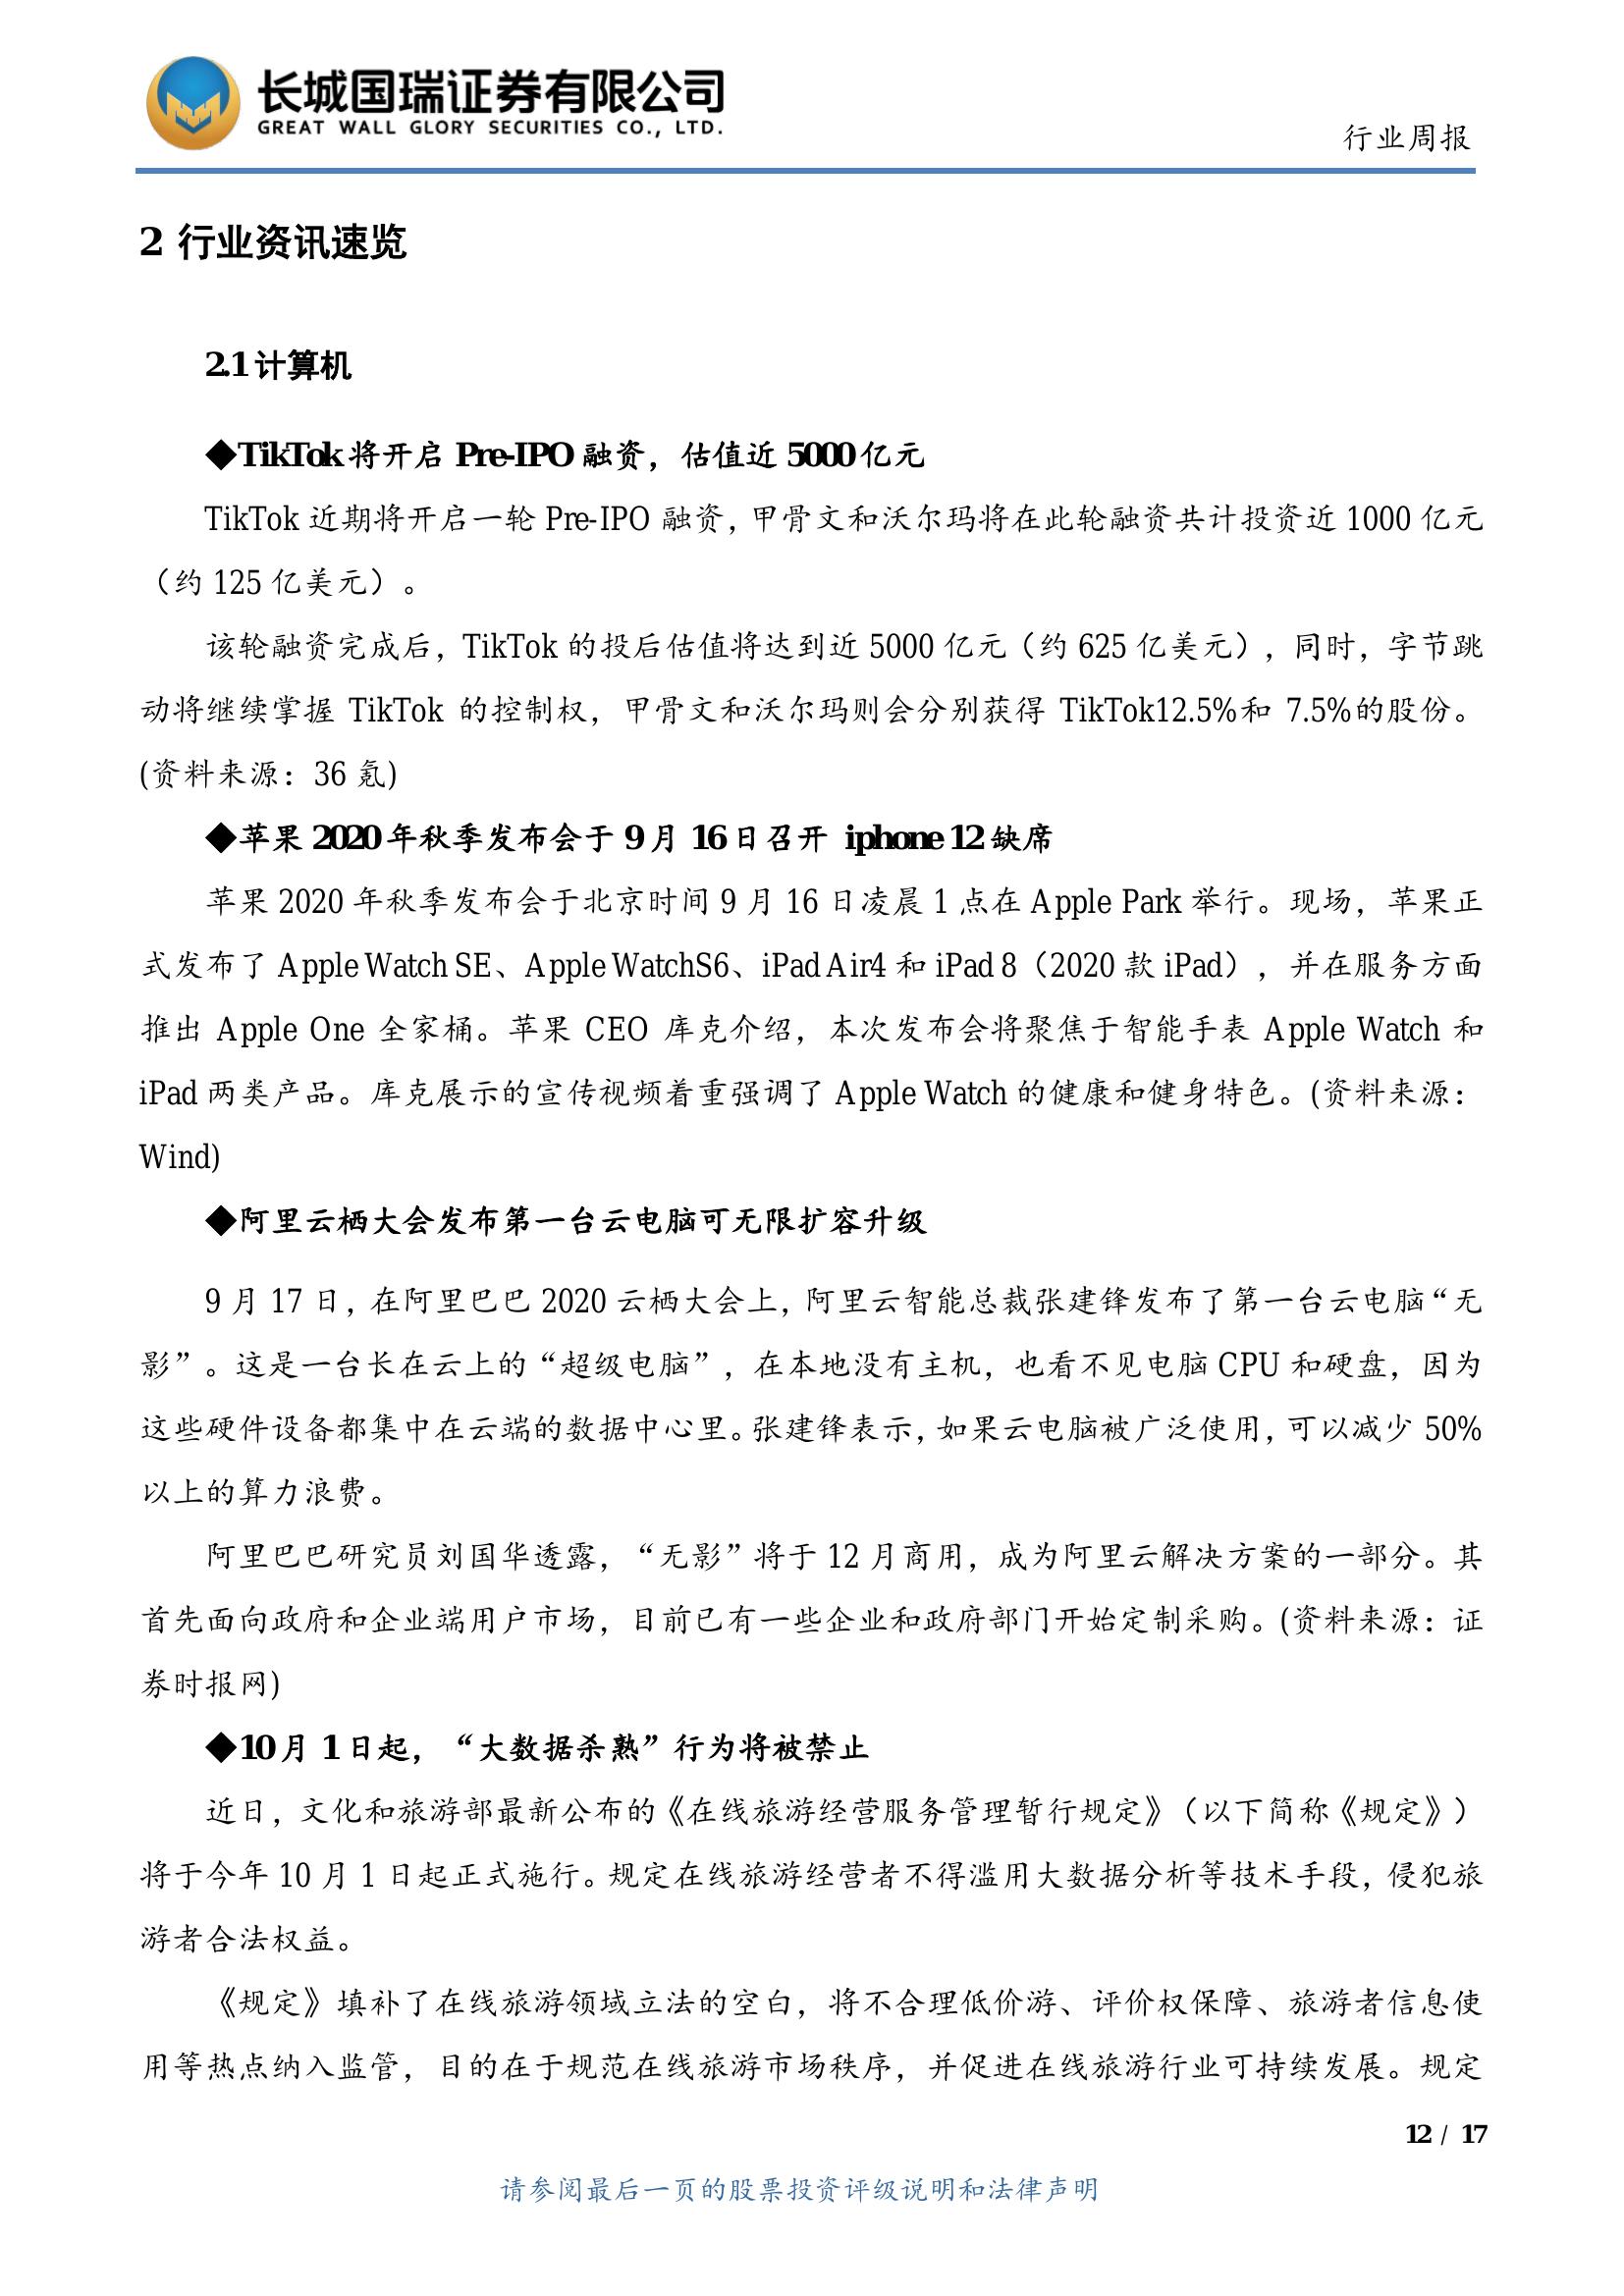 长城国瑞证券有限公司
GREAT WALL GLORY SECURITIES CO., LTD.
行业周报
2 行业资讯速览
2.1 计算机
◆TikTok 将开启 Pre-IPO 融资，估值近 5000 亿元
TikTok 近期将开启一轮 Pre-IPO 融资，甲骨文和沃尔玛将在此轮融资共计投资近 1000 亿元
（约 125 亿美元）。
该轮融资完成后，TikTok 的投后估值将达到近 5000 亿元（约 625 亿美元），同时，字节跳
动将继续掌握 TikTok 的控制权，甲骨文和沃尔玛则会分别获得 TikTok12.5%和 7.5%的股份。
(资料来源：36 氪)
◆苹果 2020 年秋季发布会于 9 月 16 日召开 iphone 12 缺席
苹果 2020 年秋季发布会于北京时间 9 月 16 日凌晨 1 点在 Apple Park 举行。现场，苹果正
式发布了 Apple Watch SE、Apple WatchS6、iPad Air4 和 iPad 8（2020 款 iPad），并在服务方面
推出 Apple One 全家桶。苹果 CEO 库克介绍，本次发布会将聚焦于智能手表 Apple Watch 和
iPad 两类产品。库克展示的宣传视频着重强调了 Apple Watch 的健康和健身特色。(资料来源：
Wind)
◆阿里云栖大会发布第一台云电脑可无限扩容升级
9 月 17 日，在阿里巴巴 2020 云栖大会上，阿里云智能总裁张建锋发布了第一台云电脑“无
影”。这是一台长在云上的“超级电脑”，在本地没有主机，也看不见电脑 CPU 和硬盘，因为
这些硬件设备都集中在云端的数据中心里。张建锋表示，如果云电脑被广泛使用，可以减少 50%
以上的算力浪费。
阿里巴巴研究员刘国华透露，“无影”将于 12 月商用，成为阿里云解决方案的一部分。其
首先面向政府和企业端用户市场，目前已有一些企业和政府部门开始定制采购。(资料来源：证
券时报网)
◆10 月 1 日起，“大数据杀熟”行为将被禁止
近日，文化和旅游部最新公布的《在线旅游经营服务管理暂行规定》（以下简称《规定》）
将于今年 10 月 1 日起正式施行。规定在线旅游经营者不得滥用大数据分析等技术手段，侵犯旅
游者合法权益。
《规定》填补了在线旅游领域立法的空白，将不合理低价游、评价权保障、旅游者信息使
用等热点纳入监管，目的在于规范在线旅游市场秩序，并促进在线旅游行业可持续发展。规定
12 / 17
请参阅最后一页的股票投资评级说明和法律声明